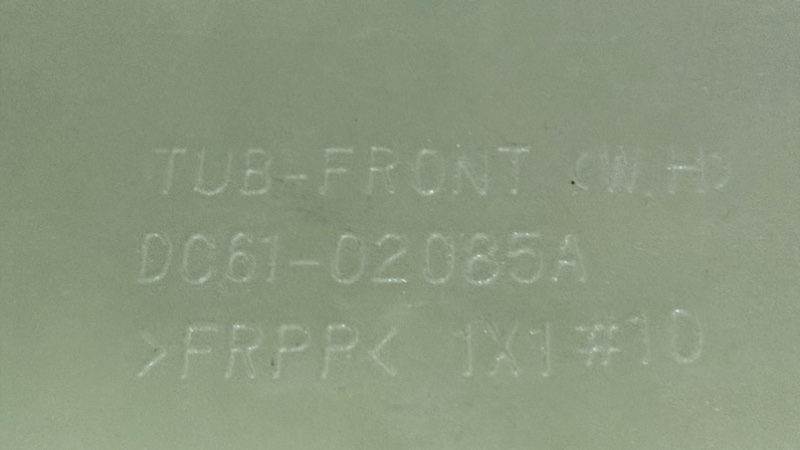 TUB-FRONT (W.H)
DC61-02085A
>FRPP< 1X1 #10